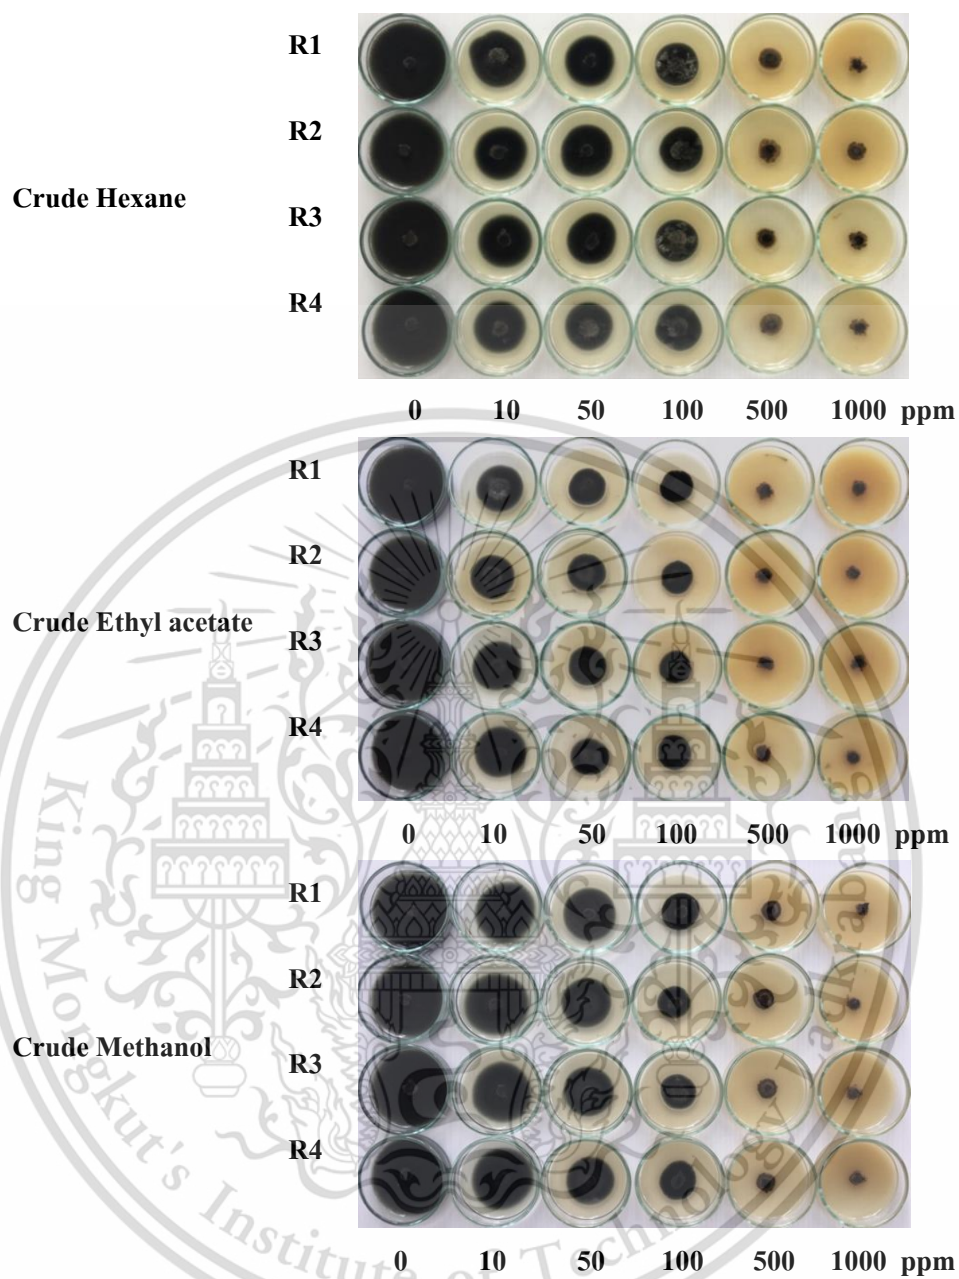 R1
R2
Crude Hexane
R3
R4
0 10 50 100 500 1000 ppm
R1
R2
Crude Ethyl acetate
R3
R4
0 10 50 100 500 1000 ppm
R1
R2
Crude Methanol
R3
R4
0 10 50 100 500 1000 ppm
King Mongkut's Institute of Technology Ladkrabang